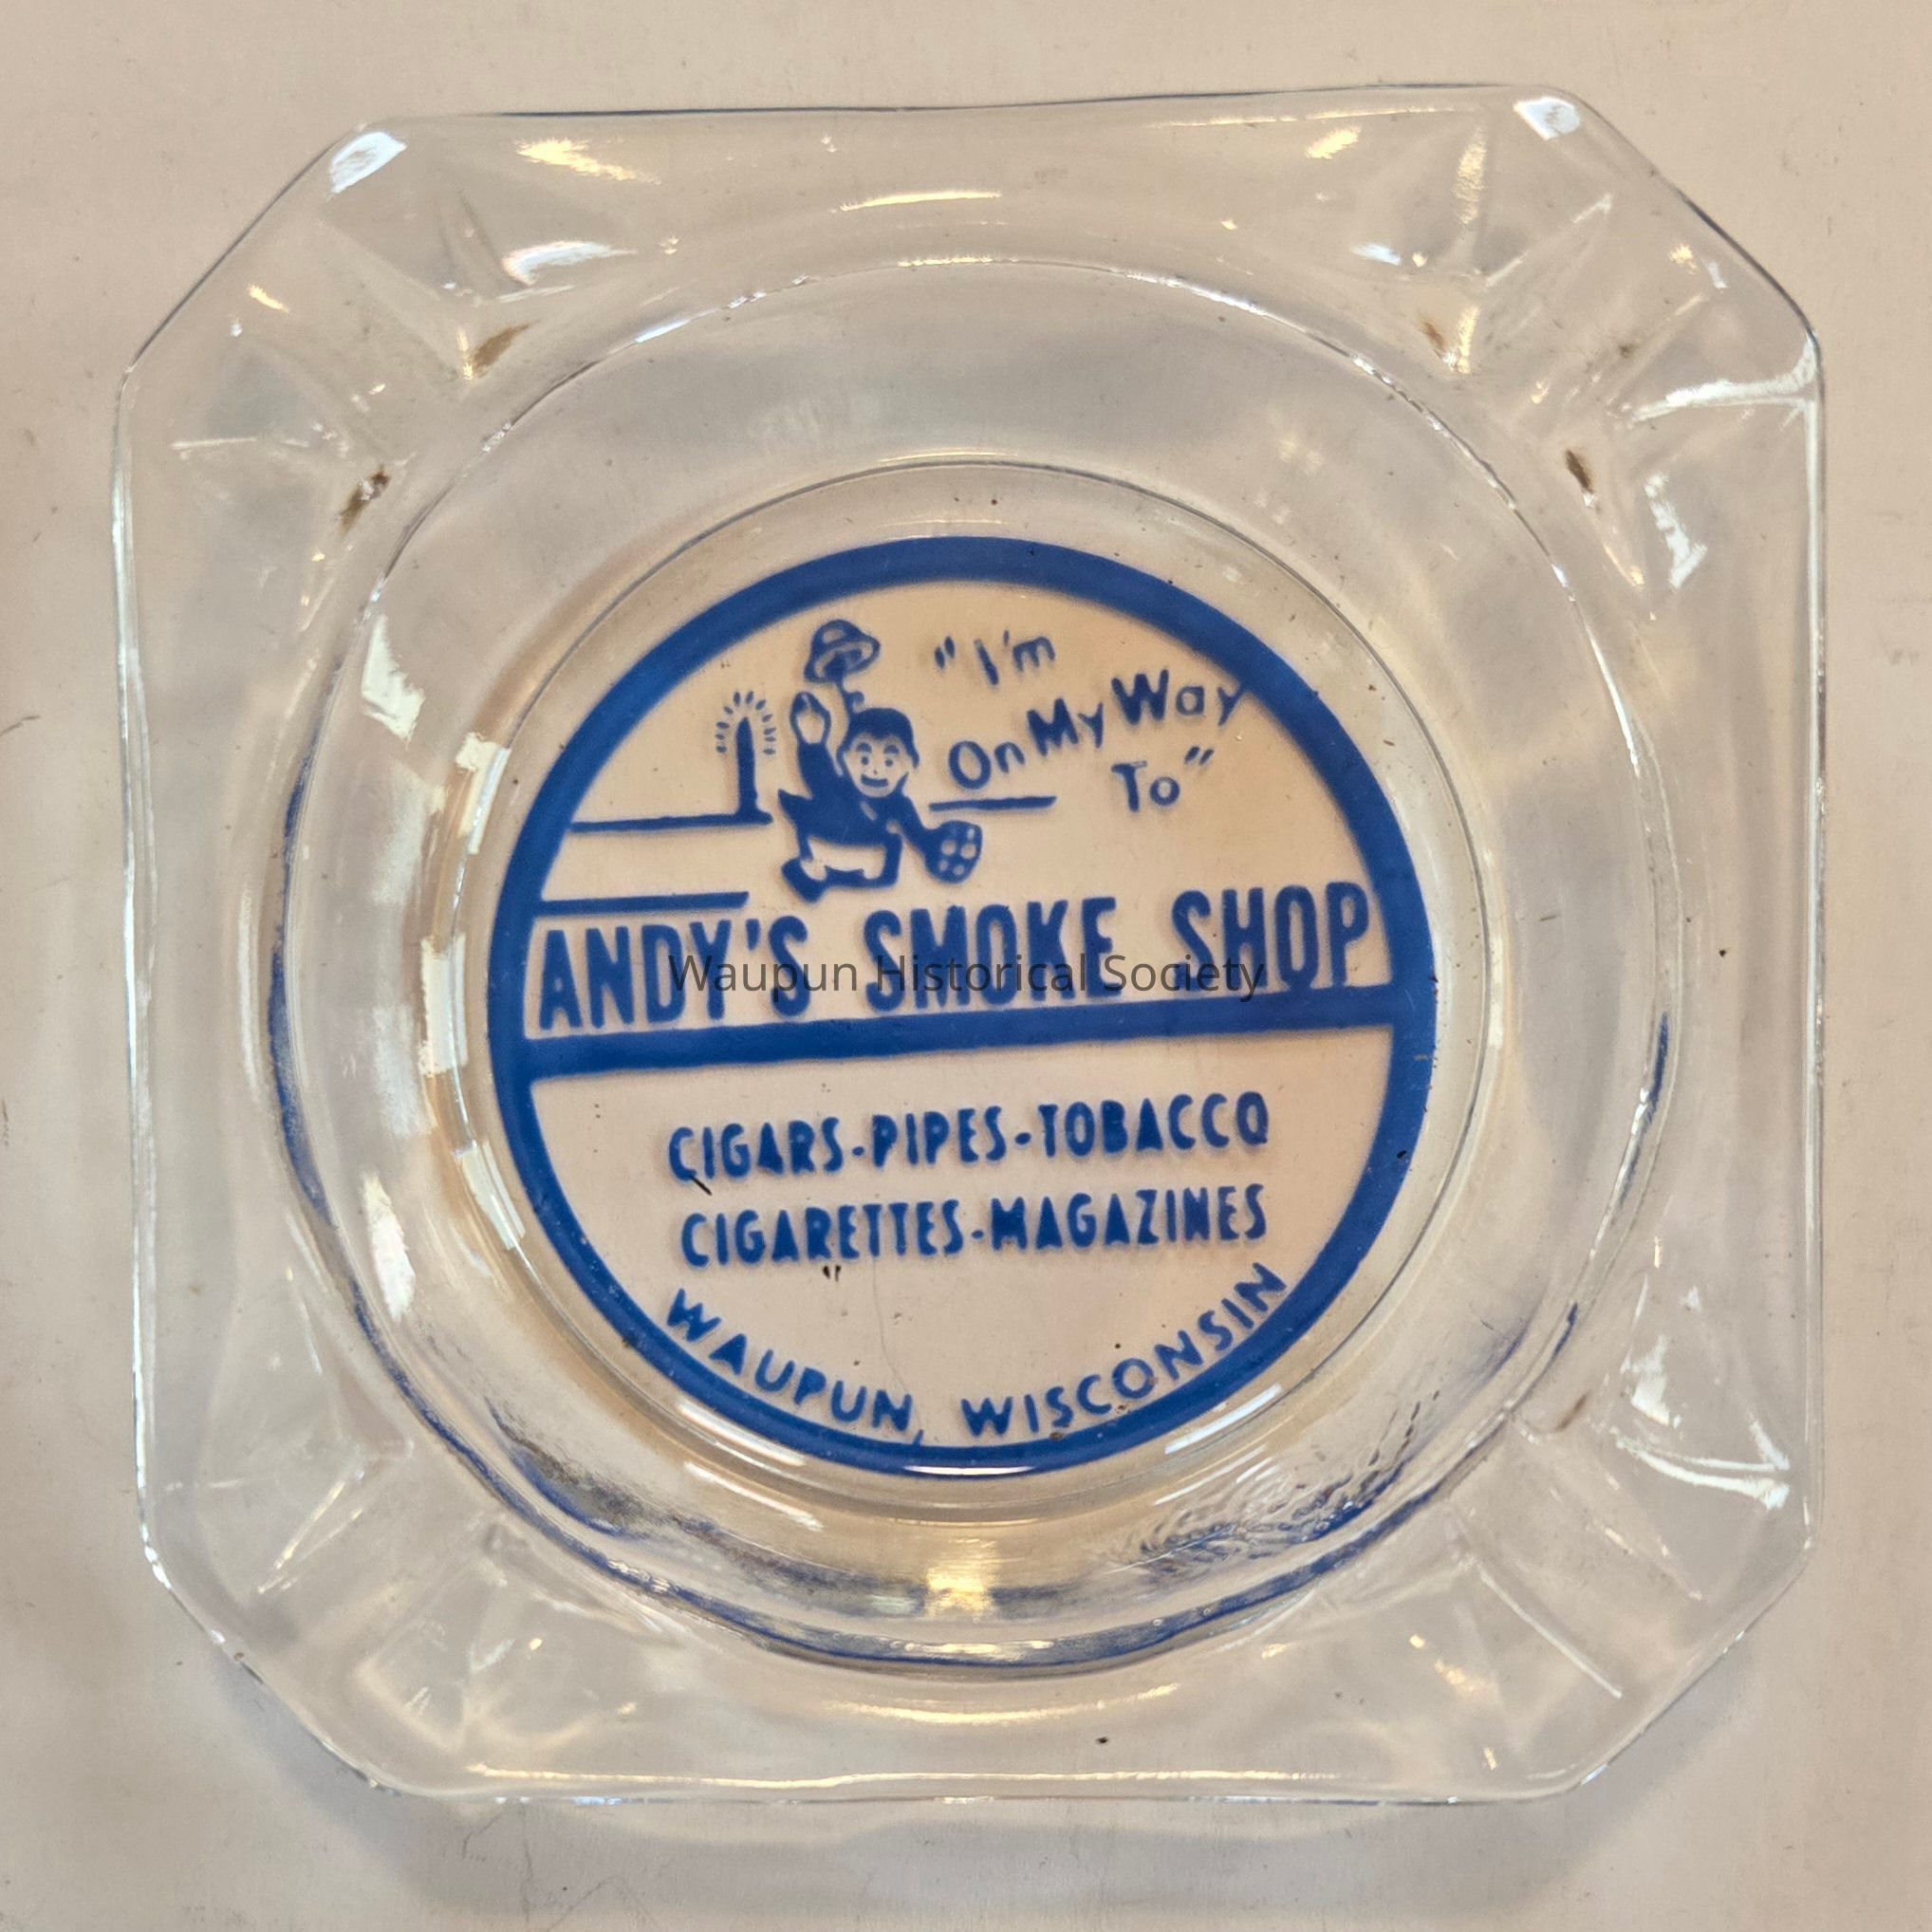 "I'm
On My Way
To"
ANDY'S SMOKE SHOP
Waupun Historical Society
CIGARS-PIPES-TOBACCO
CIGARETTES-MAGAZINES
WAUPUN, WISCONSIN